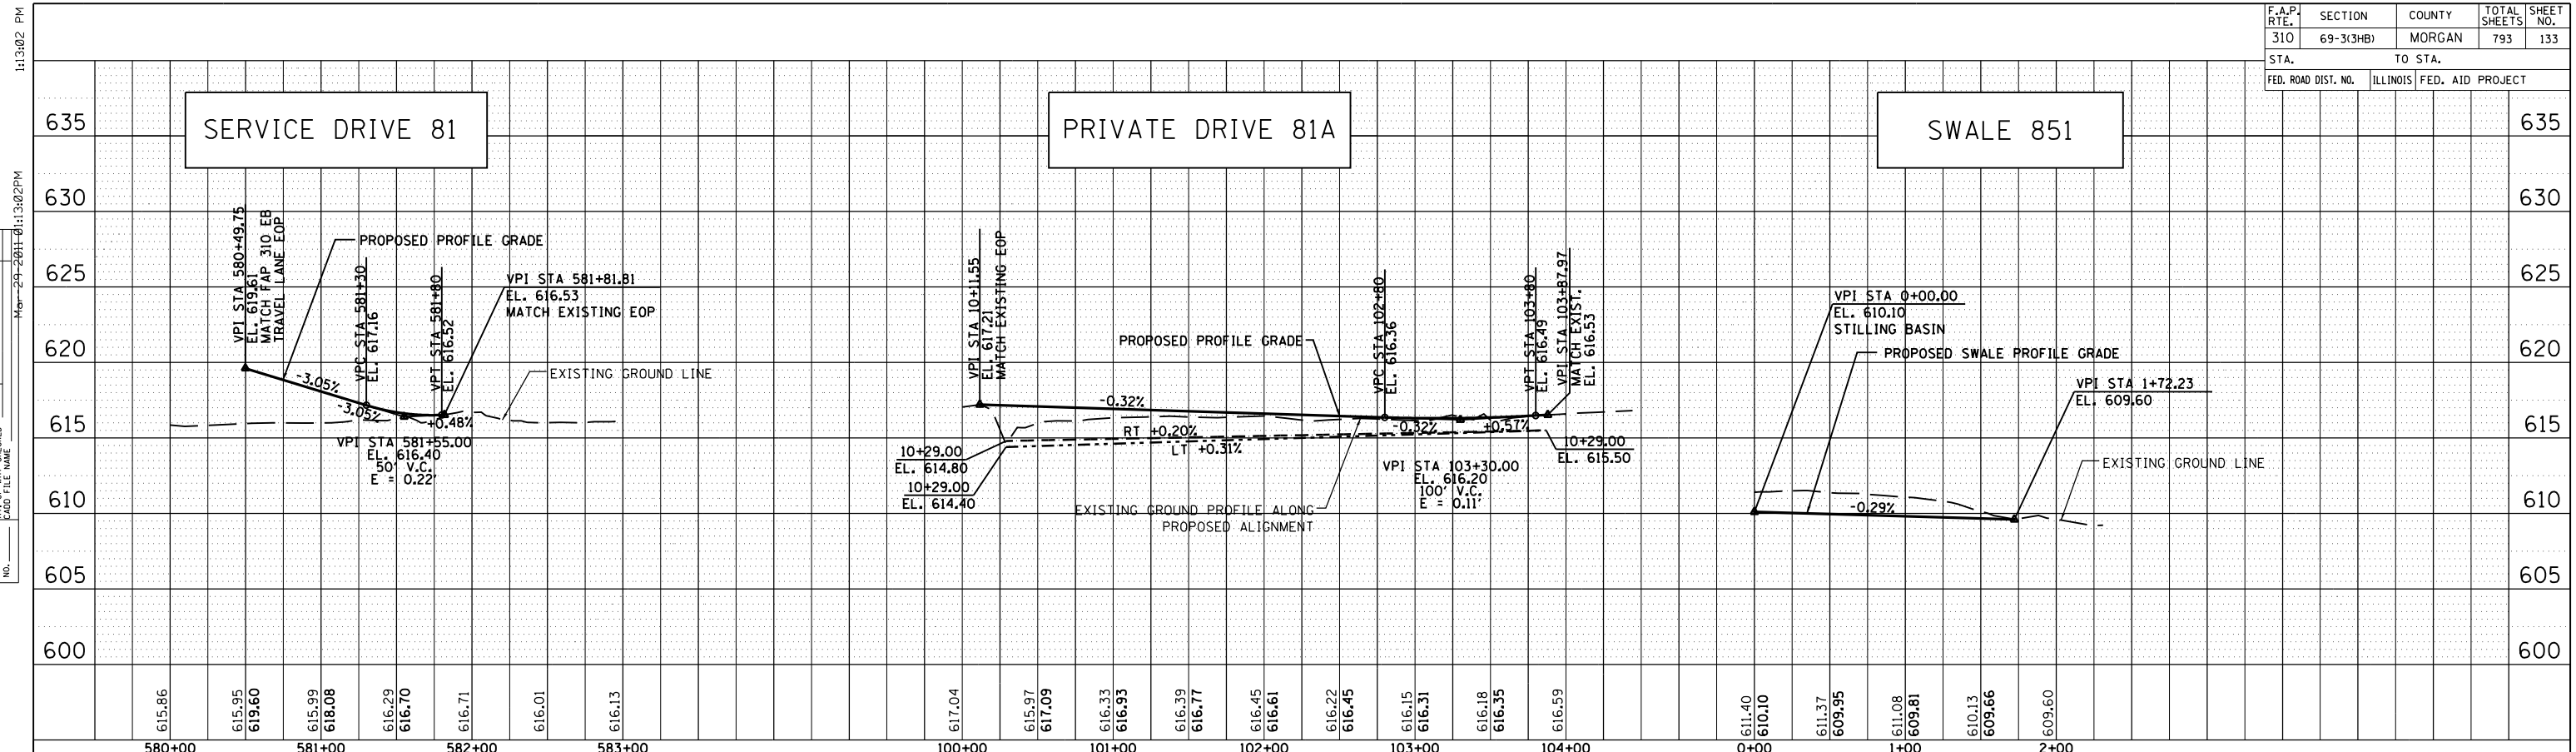 1:13:02 PM
Mar-29-2011 01:13:02PM
CADD FILE NAME
NO.
F.A.P. RTE. SECTION COUNTY TOTAL SHEETS SHEET NO.
310 69-3(3HB) MORGAN 793 133
STA. TO STA.
FED. ROAD DIST. NO. ILLINOIS FED. AID PROJECT
SERVICE DRIVE 81
PRIVATE DRIVE 81A
SWALE 851
635 635
630 630
625 625
620 620
615 615
610 610
605 605
600 600
VPI STA 580+49.75
EL. 619.61
MATCH FAP 310 EB
TRAVEL LANE EOP
PROPOSED PROFILE GRADE
VPC STA 581+30
EL. 617.16
VPT STA 581+80
EL. 616.52
VPI STA 581+81.81
EL. 616.53
MATCH EXISTING EOP
EXISTING GROUND LINE
-3.05%
-3.05%
+0.48%
VPI STA 581+55.00
EL. 616.40
50' V.C.
E = 0.22'
VPI STA 10+11.55
EL. 617.21
MATCH EXISTING EOP
PROPOSED PROFILE GRADE
VPC STA 102+80
EL. 616.36
VPT STA 103+80
EL. 616.49
VPI STA 103+87.97
MATCH EXIST.
EL. 616.53
-0.32%
RT +0.20%
LT +0.31%
-0.32%
+0.57%
10+29.00
EL. 614.80
10+29.00
EL. 614.40
10+29.00
EL. 615.50
VPI STA 103+30.00
EL. 616.20
100' V.C.
E = 0.11'
EXISTING GROUND PROFILE ALONG
PROPOSED ALIGNMENT
VPI STA 0+00.00
EL. 610.10
STILLING BASIN
PROPOSED SWALE PROFILE GRADE
VPI STA 1+72.23
EL. 609.60
EXISTING GROUND LINE
-0.29%
615.86
615.95
619.60
615.99
618.08
616.29
616.70
616.71
616.01
616.13
617.04
615.97
617.09
616.33
616.93
616.39
616.77
616.45
616.61
616.22
616.45
616.15
616.31
616.18
616.35
616.59
611.40
610.10
611.37
609.95
611.08
609.81
610.13
609.66
609.60
580+00 581+00 582+00 583+00 100+00 101+00 102+00 103+00 104+00 0+00 1+00 2+00